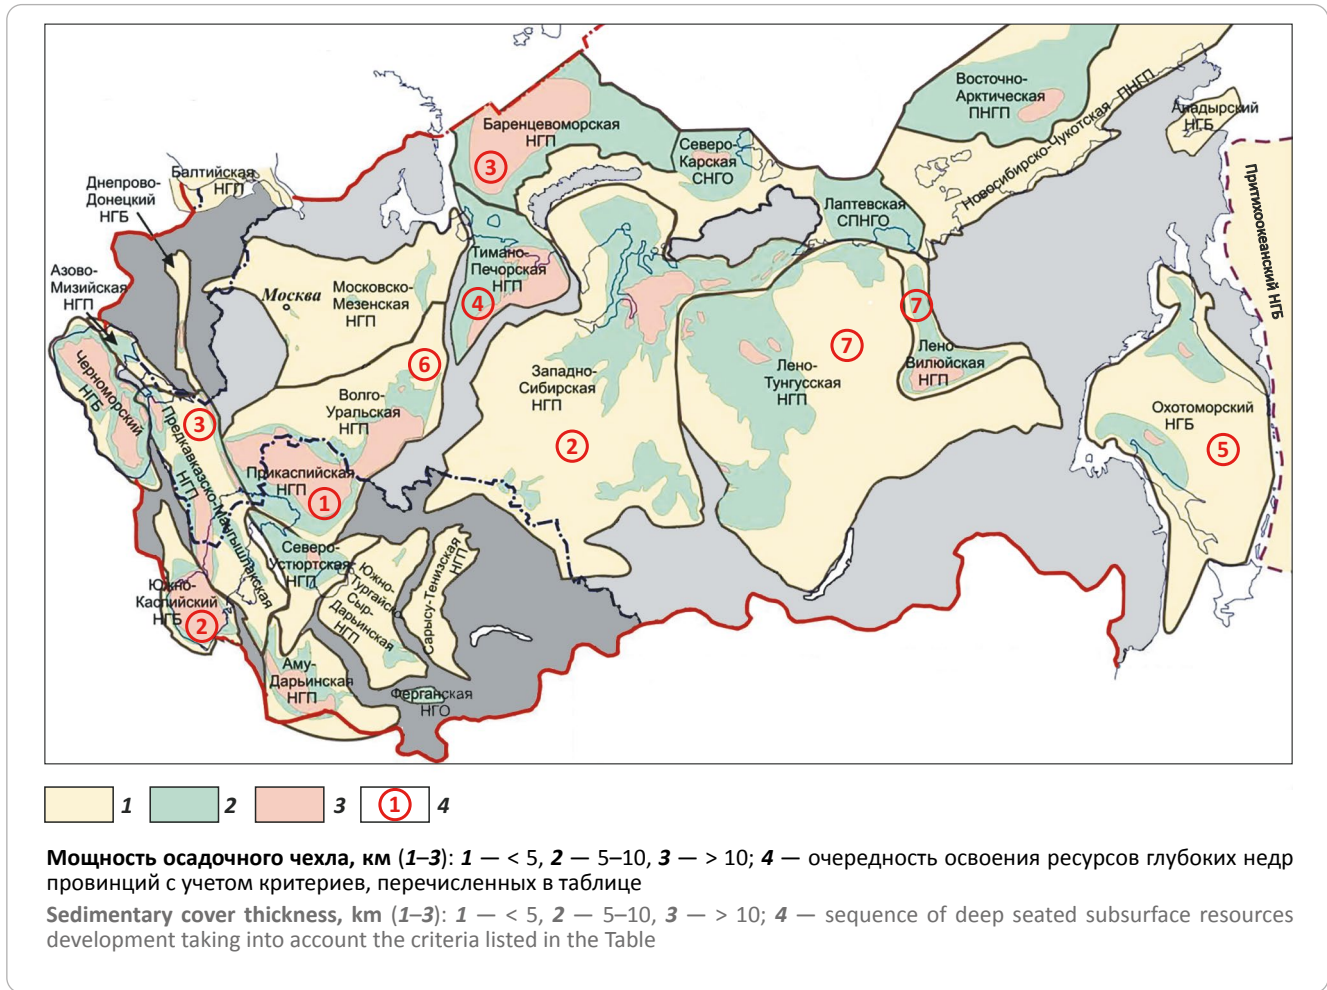 Восточно-
Арктическая
ПНГП
Новосибирско-Чукотская ПНГП
Анадырский
НГБ
Притихоокеанский НГБ
Баренцевоморская
НГП
3
Северо-
Карская
СНГО
Лаптевская
СПНГО
Балтийская
НГП
Днепрово-
Донецкий
НГБ
Азово-
Мизийская
НГП
Москва
Московско-
Мезенская
НГП
Тимано-
Печорская
НГП
4
6
7
7
Лено-
Вилюйская
НГП
Лено-
Тунгусская
НГП
Западно-
Сибирская
НГП
2
Волго-
Уральская
НГП
Черноморский
НГБ
3
Предкавказско-Мангышлакская
НГП
Прикаспийская
НГП
1
Охотоморский
НГБ
5
Северо-
Устюртская
НГП
Южно-
Тургайско-
Сыр-
Дарьинская
НГП
Сарысу-Тенизская
НГП
Южно-
Каспийский
НГБ
2
Аму-
Дарьинская
НГП
Ферганская
НГО
1 2 3 1 4
Мощность осадочного чехла, км (1–3): 1 — < 5, 2 — 5–10, 3 — > 10; 4 — очередность освоения ресурсов глубоких недр
провинций с учетом критериев, перечисленных в таблице
Sedimentary cover thickness, km (1–3): 1 — < 5, 2 — 5–10, 3 — > 10; 4 — sequence of deep seated subsurface resources
development taking into account the criteria listed in the Table